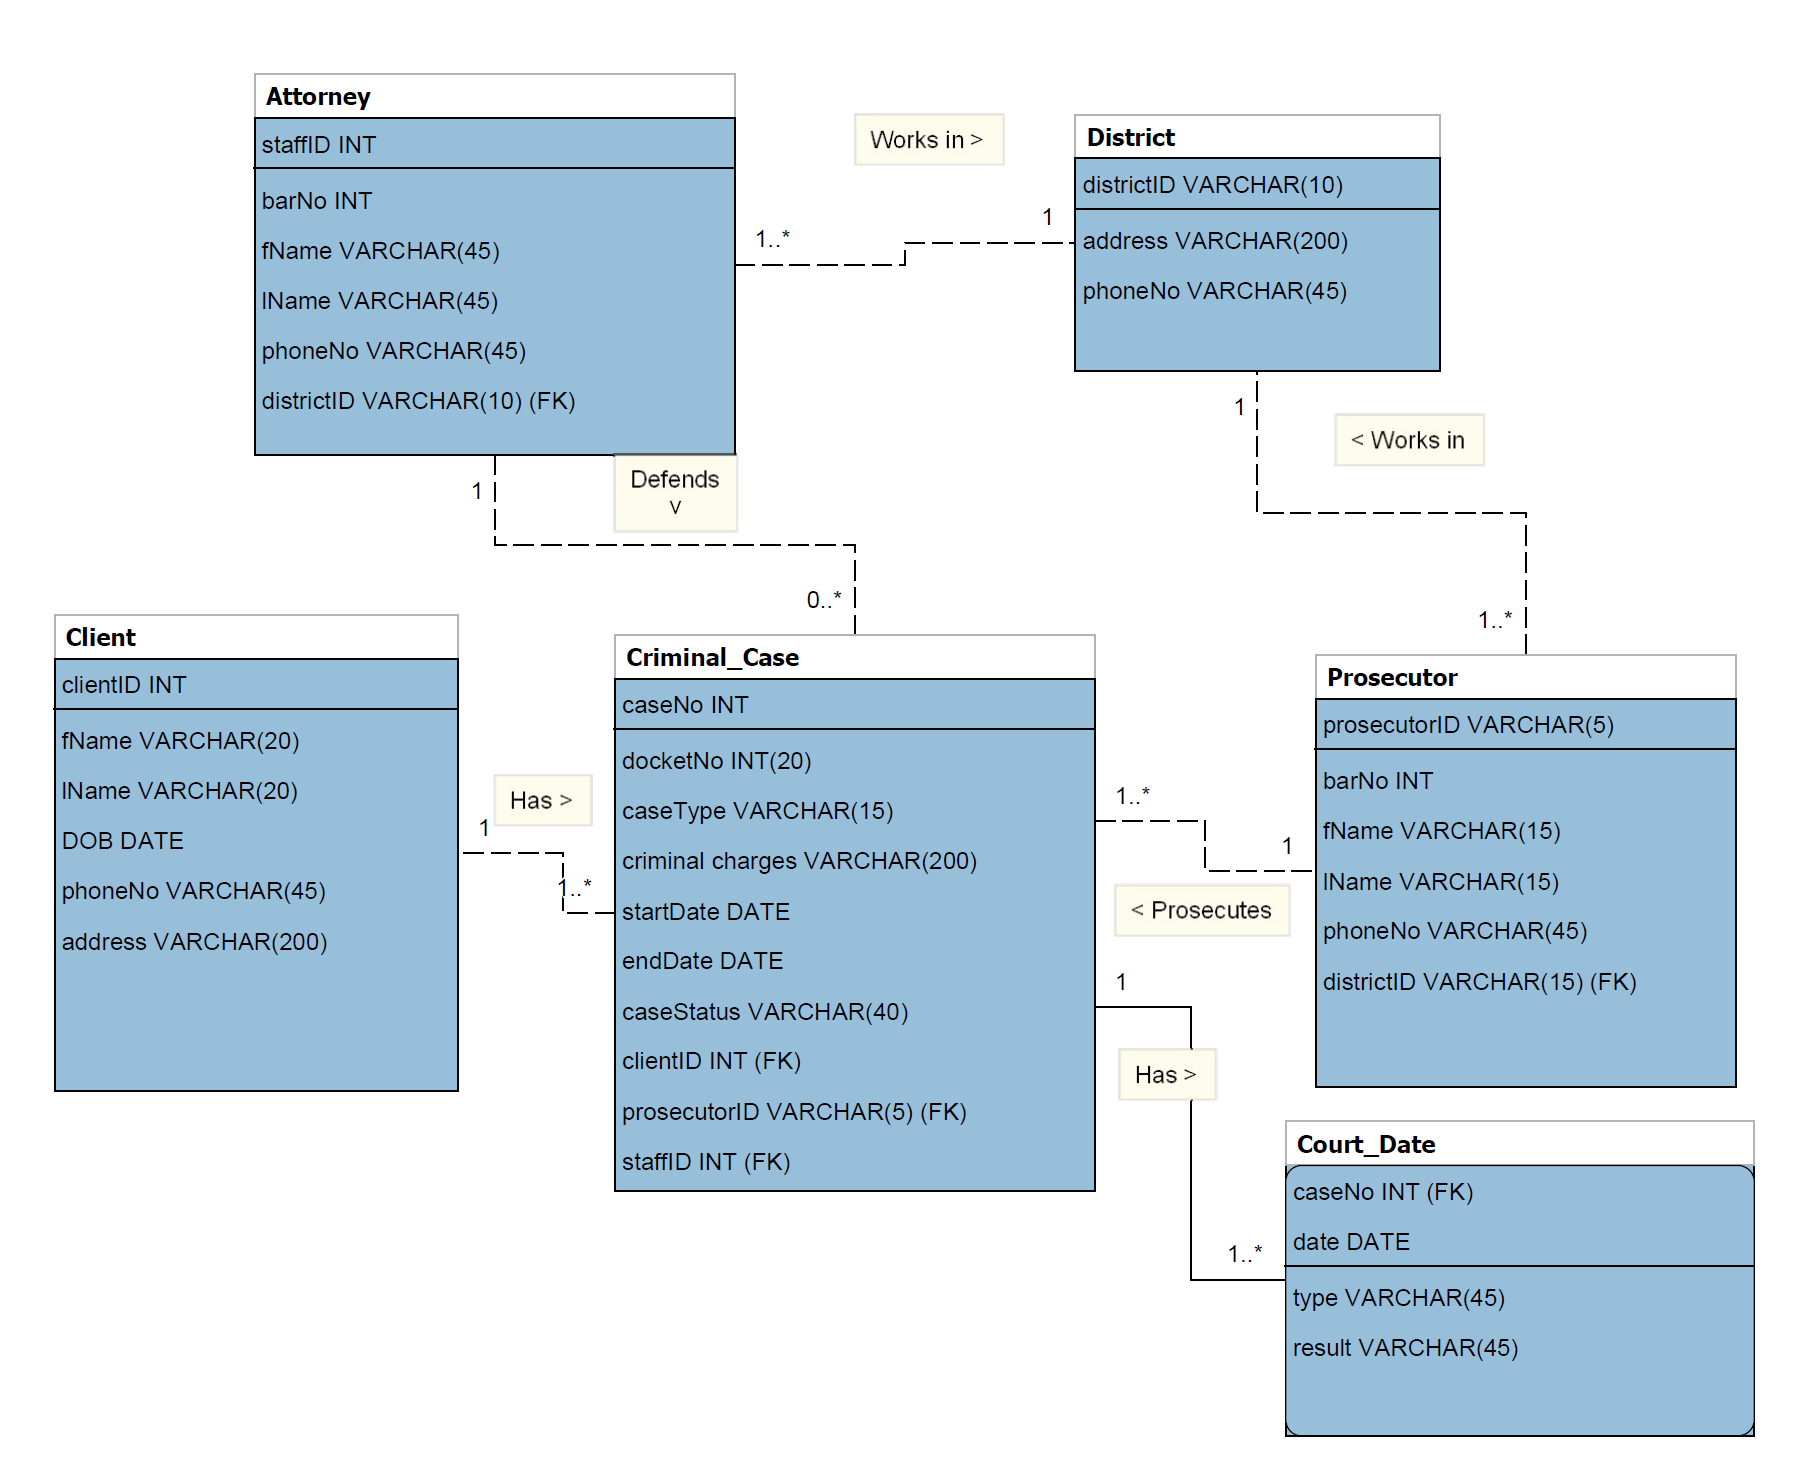 Attorney
staffID INT
barNo INT
fName VARCHAR(45)
lName VARCHAR(45)
phoneNo VARCHAR(45)
districtID VARCHAR(10) (FK)
Works in >
1..*
1
District
districtID VARCHAR(10)
address VARCHAR(200)
phoneNo VARCHAR(45)
1
< Works in
1..*
1
Defends
v
0..*
Client
clientID INT
fName VARCHAR(20)
lName VARCHAR(20)
DOB DATE
phoneNo VARCHAR(45)
address VARCHAR(200)
Has >
1
1..*
Criminal_Case
caseNo INT
docketNo INT(20)
caseType VARCHAR(15)
criminal charges VARCHAR(200)
startDate DATE
endDate DATE
caseStatus VARCHAR(40)
clientID INT (FK)
prosecutorID VARCHAR(5) (FK)
staffID INT (FK)
1..*
1
< Prosecutes
Prosecutor
prosecutorID VARCHAR(5)
barNo INT
fName VARCHAR(15)
lName VARCHAR(15)
phoneNo VARCHAR(45)
districtID VARCHAR(15) (FK)
1
Has >
1..*
Court_Date
caseNo INT (FK)
date DATE
type VARCHAR(45)
result VARCHAR(45)